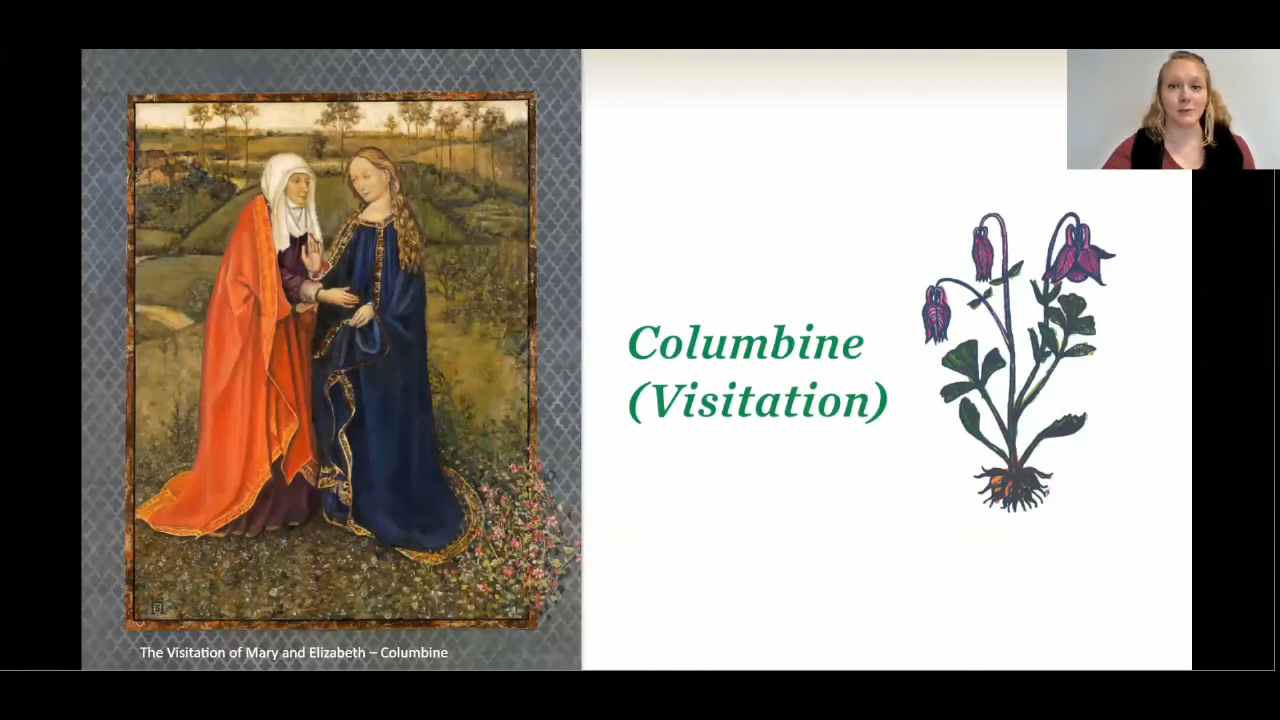 Columbine
(Visitation)
The Visitation of Mary and Elizabeth – Columbine